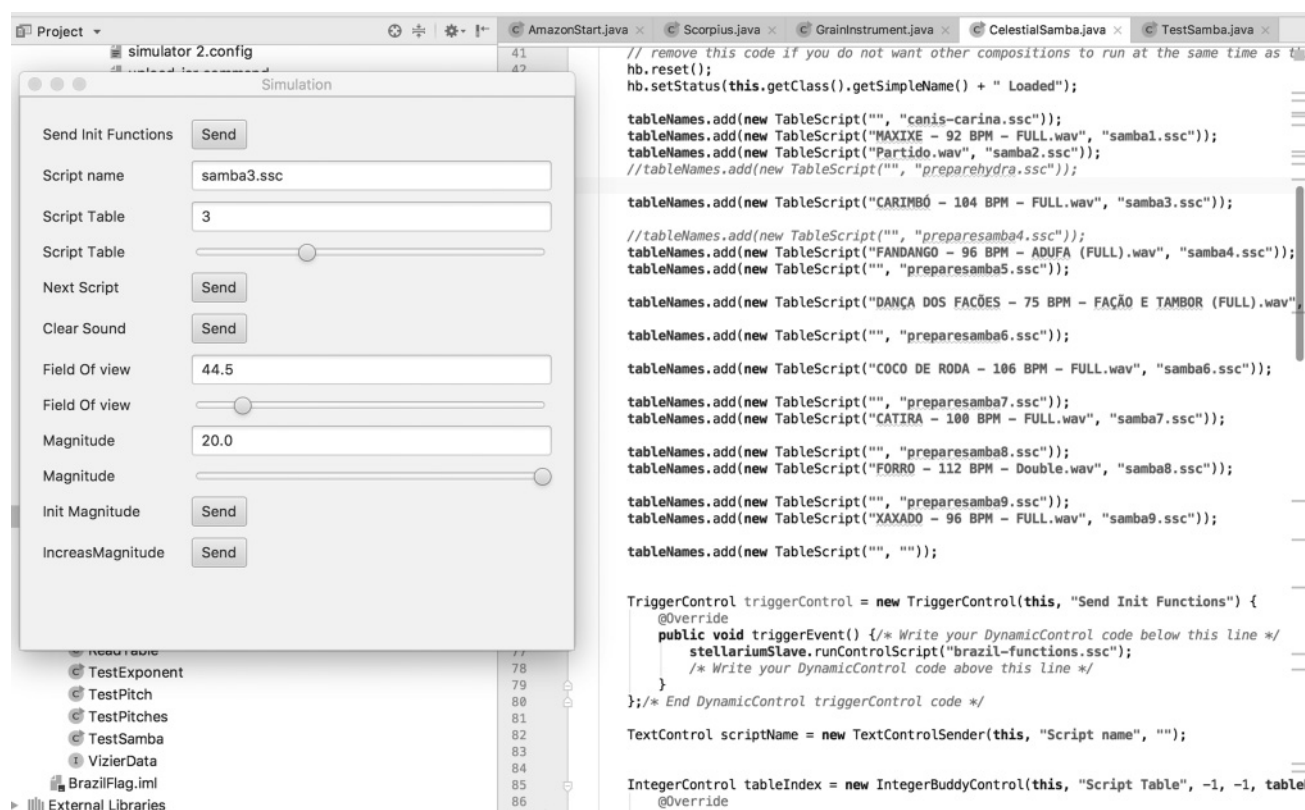 Project
AmazonStart.java
Scorpius.java
GrainInstrument.java
CelestialSamba.java
TestSamba.java
simulator 2.config
Simulation
Send Init Functions Send
Script name samba3.ssc
Script Table 3
Script Table
Next Script Send
Clear Sound Send
Field Of view 44.5
Field Of view
Magnitude 20.0
Magnitude
Init Magnitude Send
IncreasMagnitude Send
TestExponent
TestPitch
TestPitches
TestSamba
VizierData
BrazilFlag.iml
External Libraries
41
42
77
78
79
80
81
82
83
84
85
86
// remove this code if you do not want other compositions to run at the same time as
hb.reset();
hb.setStatus(this.getClass().getSimpleName() + " Loaded");
tableNames.add(new TableScript("", "canis-carina.ssc"));
tableNames.add(new TableScript("MAXIXE – 92 BPM – FULL.wav", "samba1.ssc"));
tableNames.add(new TableScript("Partido.wav", "samba2.ssc"));
//tableNames.add(new TableScript("", "preparehydra.ssc"));
tableNames.add(new TableScript("CARIMBÓ – 104 BPM – FULL.wav", "samba3.ssc"));
//tableNames.add(new TableScript("", "preparesamba4.ssc"));
tableNames.add(new TableScript("FANDANGO – 96 BPM – ADUFA (FULL).wav", "samba4.ssc"));
tableNames.add(new TableScript("", "preparesamba5.ssc"));
tableNames.add(new TableScript("DANÇA DOS FACÕES – 75 BPM – FAÇÃO E TAMBOR (FULL).wav",
tableNames.add(new TableScript("", "preparesamba6.ssc"));
tableNames.add(new TableScript("COCO DE RODA – 106 BPM – FULL.wav", "samba6.ssc"));
tableNames.add(new TableScript("", "preparesamba7.ssc"));
tableNames.add(new TableScript("CATIRA – 100 BPM – FULL.wav", "samba7.ssc"));
tableNames.add(new TableScript("", "preparesamba8.ssc"));
tableNames.add(new TableScript("FORRO – 112 BPM – Double.wav", "samba8.ssc"));
tableNames.add(new TableScript("", "preparesamba9.ssc"));
tableNames.add(new TableScript("XAXADO – 96 BPM – FULL.wav", "samba9.ssc"));
tableNames.add(new TableScript("", ""));
TriggerControl triggerControl = new TriggerControl(this, "Send Init Functions") {
@Override
public void triggerEvent() {/* Write your DynamicControl code below this line */
stellariumSlave.runControlScript("brazil-functions.ssc");
/* Write your DynamicControl code above this line */
}
};/* End DynamicControl triggerControl code */
TextControl scriptName = new TextControlSender(this, "Script name", "");
IntegerControl tableIndex = new IntegerBuddyControl(this, "Script Table", -1, -1, table
@Override